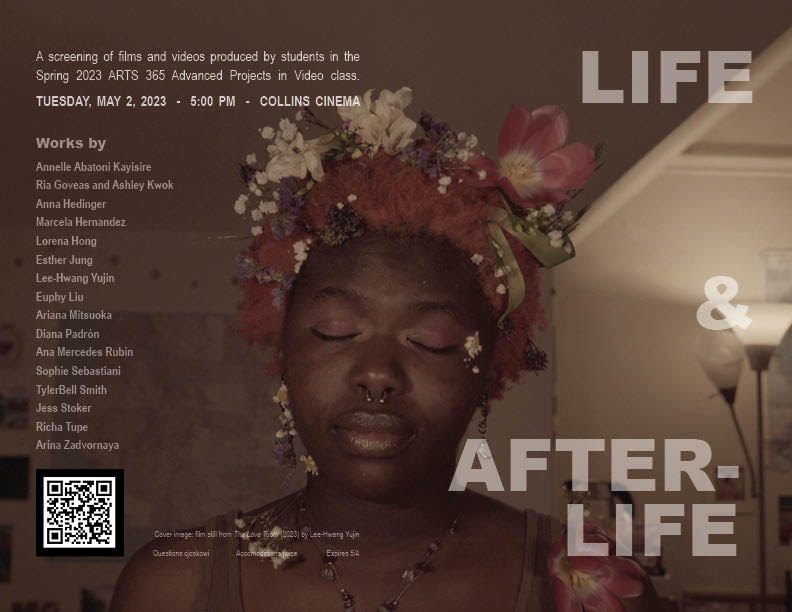 A screening of films and videos produced by students in the
Spring 2023 ARTS 365 Advanced Projects in Video class.
TUESDAY, MAY 2, 2023 - 5:00 PM - COLLINS CINEMA
LIFE
&
AFTER-
LIFE
Works by
Annelle Abatoni Kayisire
Ria Goveas and Ashley Kwok
Anna Hedinger
Marcela Hernandez
Lorena Hong
Esther Jung
Lee-Hwang Yujin
Euphy Liu
Ariana Mitsuoka
Diana Padrón
Ana Mercedes Rubin
Sophie Sebastiani
TylerBell Smith
Jess Stoker
Richa Tupe
Arina Zadvornaya
Cover image: film still from The Love Tooth (2023) by Lee-Hwang Yujin
Questions sjoskowi Expires 5/4